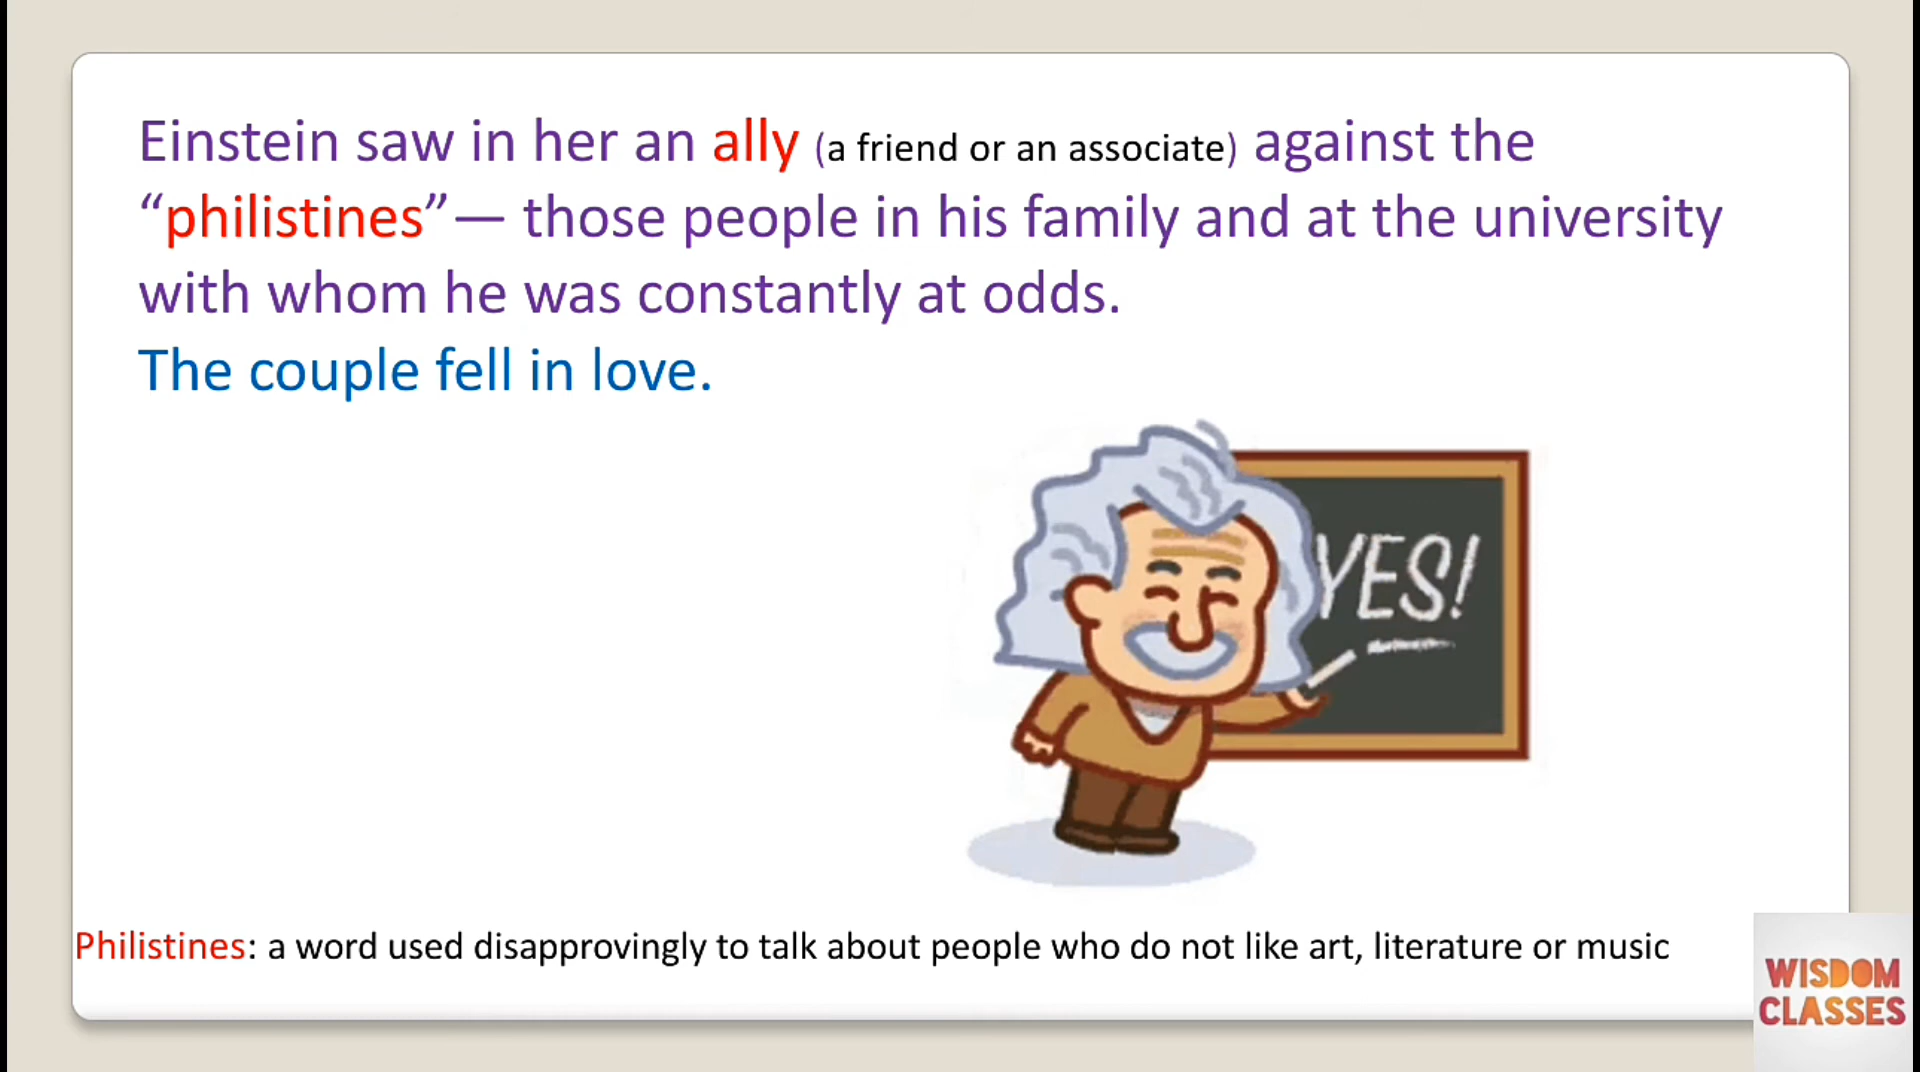 Einstein saw in her an ally (a friend or an associate) against the
“philistines”— those people in his family and at the university
with whom he was constantly at odds.
The couple fell in love.
YES!
Philistines: a word used disapprovingly to talk about people who do not like art, literature or music
WISDOM
CLASSES